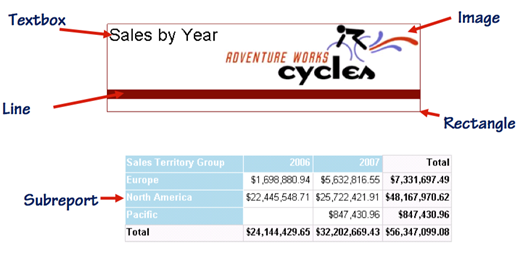 Textbox
Image
Sales by Year
ADVENTURE WORKS
cycles
Line
Rectangle
Sales Territory Group 2006 2007 Total
Europe $1,698,880.94 $5,632,816.55 $7,331,697.49
Subreport
North America $22,445,548.71 $25,722,421.91 $48,167,970.62
Pacific $847,430.96 $847,430.96
Total $24,144,429.65 $32,202,669.43 $56,347,099.08